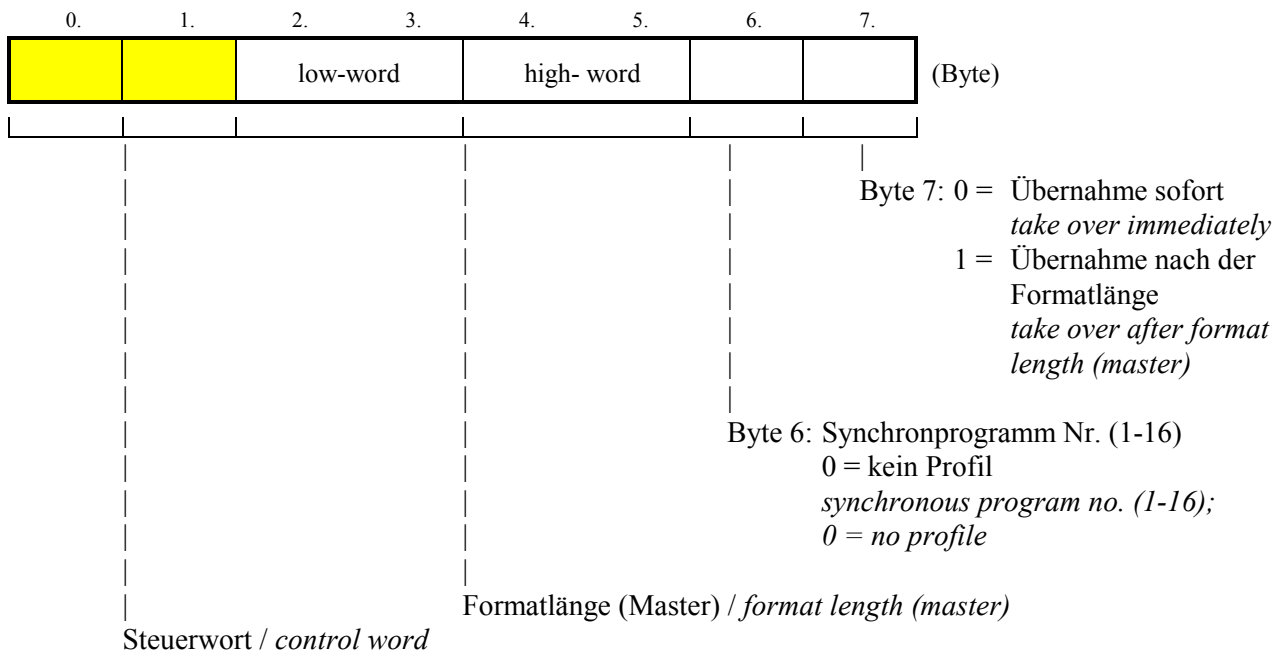 0. 1. 2. 3. 4. 5. 6. 7.
low-word high- word (Byte)
Byte 7: 0 = Übernahme sofort
take over immediately
1 = Übernahme nach der
Formatlänge
take over after format
length (master)
Byte 6: Synchronprogramm Nr. (1-16)
0 = kein Profil
synchronous program no. (1-16);
0 = no profile
Formatlänge (Master) / format length (master)
Steuerwort / control word